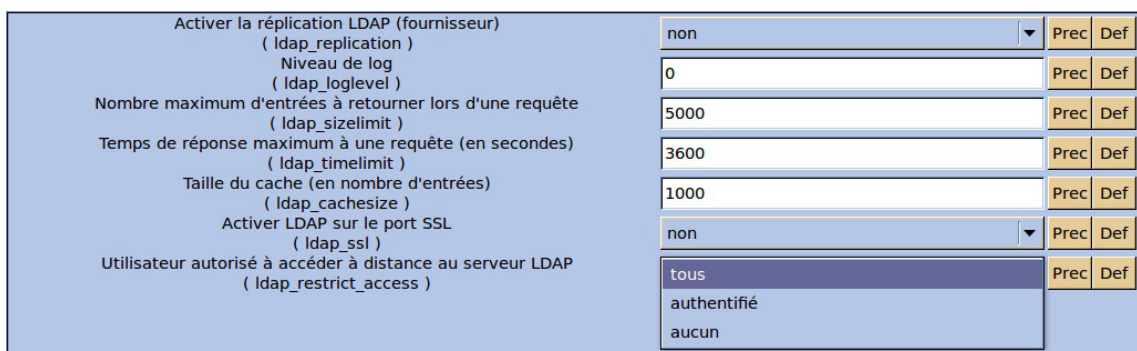 Activer la réplication LDAP (fournisseur)
( ldap_replication )
non
Prec Def
Niveau de log
( ldap_loglevel )
0
Prec Def
Nombre maximum d'entrées à retourner lors d'une requête
( ldap_sizelimit )
5000
Prec Def
Temps de réponse maximum à une requête (en secondes)
( ldap_timelimit )
3600
Prec Def
Taille du cache (en nombre d'entrées)
( ldap_cachesize )
1000
Prec Def
Activer LDAP sur le port SSL
( ldap_ssl )
non
Prec Def
Utilisateur autorisé à accéder à distance au serveur LDAP
( ldap_restrict_access )
tous
Prec Def
authentifié
aucun